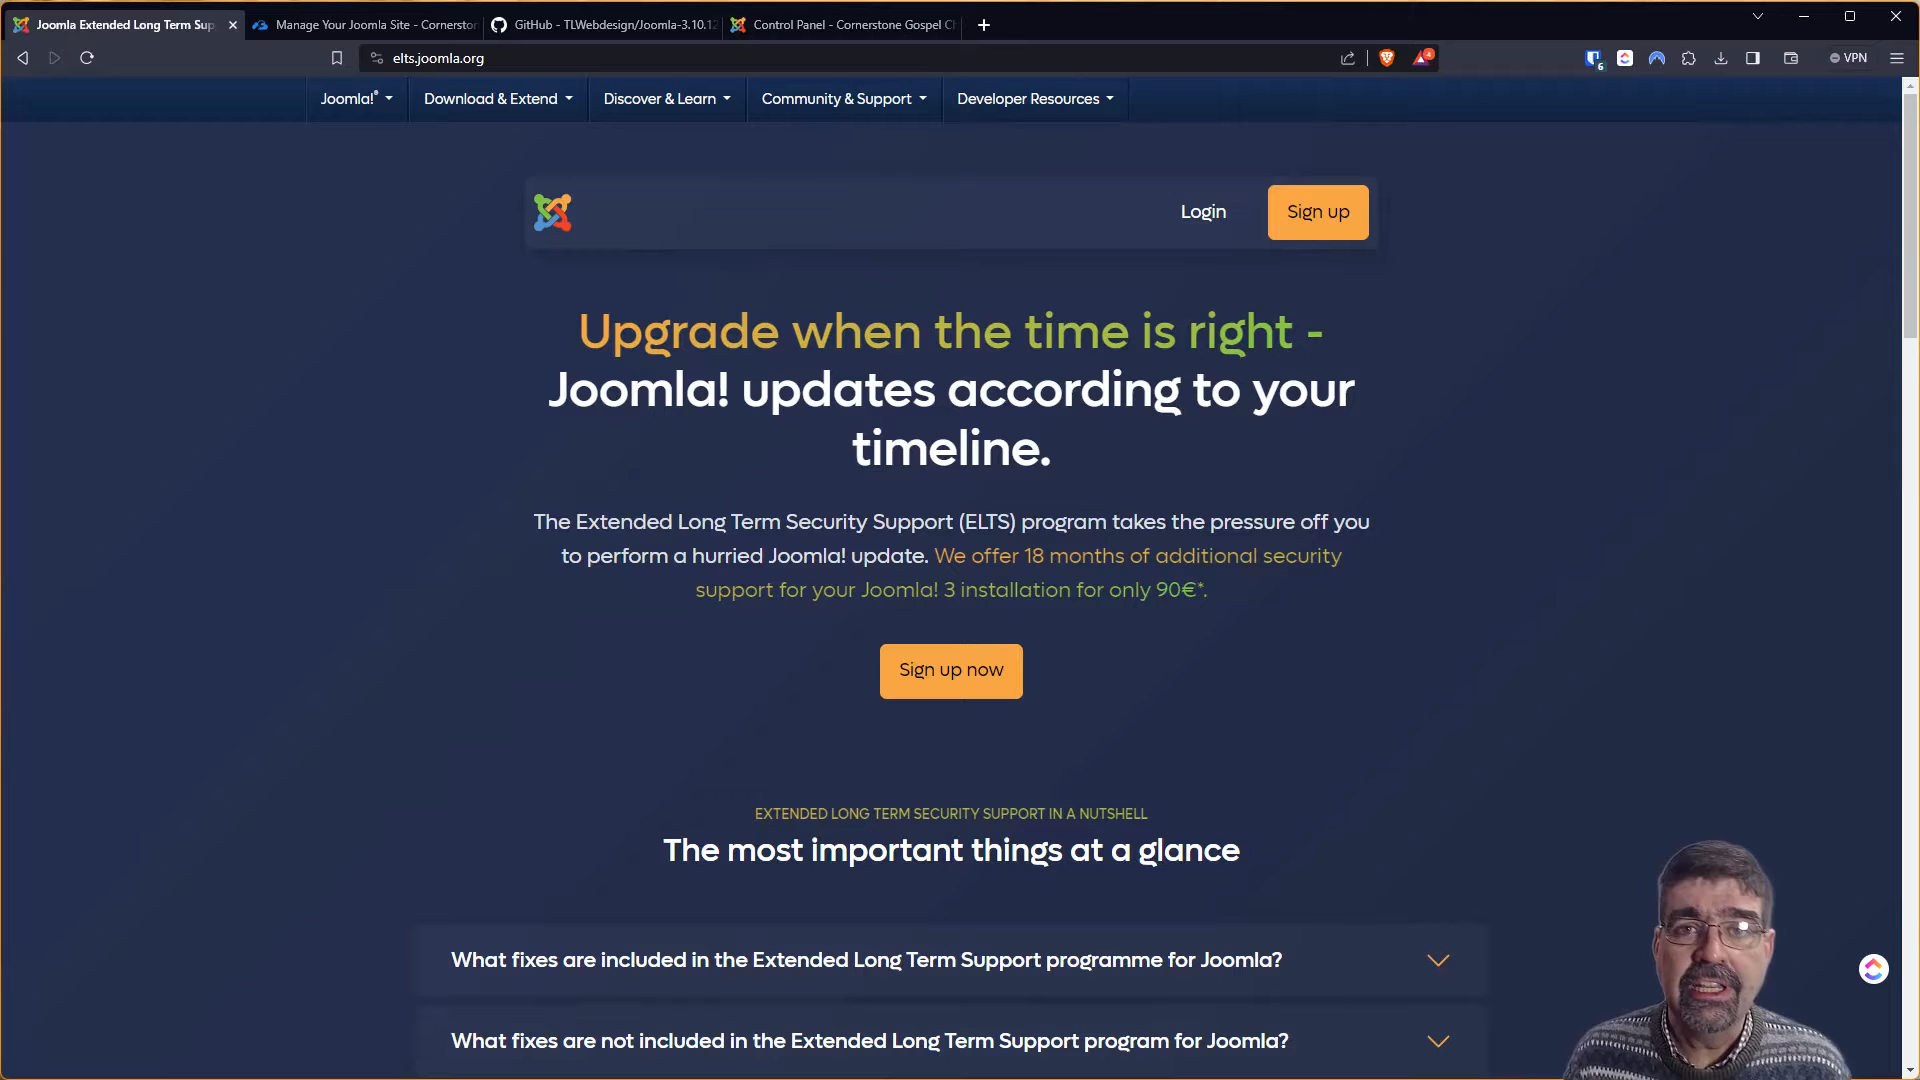 Joomla Extended Long Term Sup
Manage Your Joomla Site - Cornerston
GitHub - TLWebdesign/Joomla-3.10.12
Control Panel - Cornerstone Gospel C
elts.joomla.org
4
6
VPN
Joomla!®
Download & Extend
Discover & Learn
Community & Support
Developer Resources
Login
Sign up
Upgrade when the time is right -
Joomla! updates according to your
timeline.
The Extended Long Term Security Support (ELTS) program takes the pressure off you
to perform a hurried Joomla! update. We offer 18 months of additional security
support for your Joomla! 3 installation for only 90€*.
Sign up now
EXTENDED LONG TERM SECURITY SUPPORT IN A NUTSHELL
The most important things at a glance
What fixes are included in the Extended Long Term Support programme for Joomla?
What fixes are not included in the Extended Long Term Support program for Joomla?